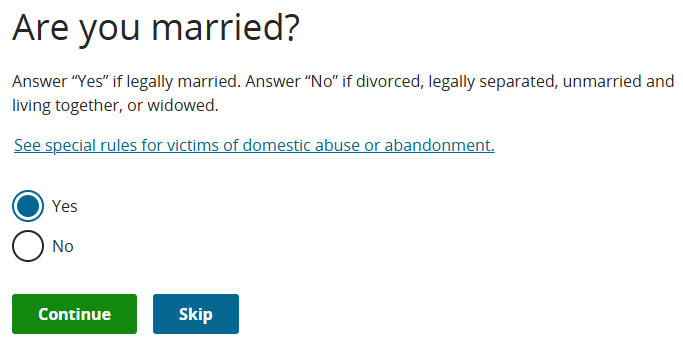 Are you married?
Answer “Yes” if legally married. Answer “No” if divorced, legally separated, unmarried and
living together, or widowed.
See special rules for victims of domestic abuse or abandonment.
Yes
No
Continue Skip